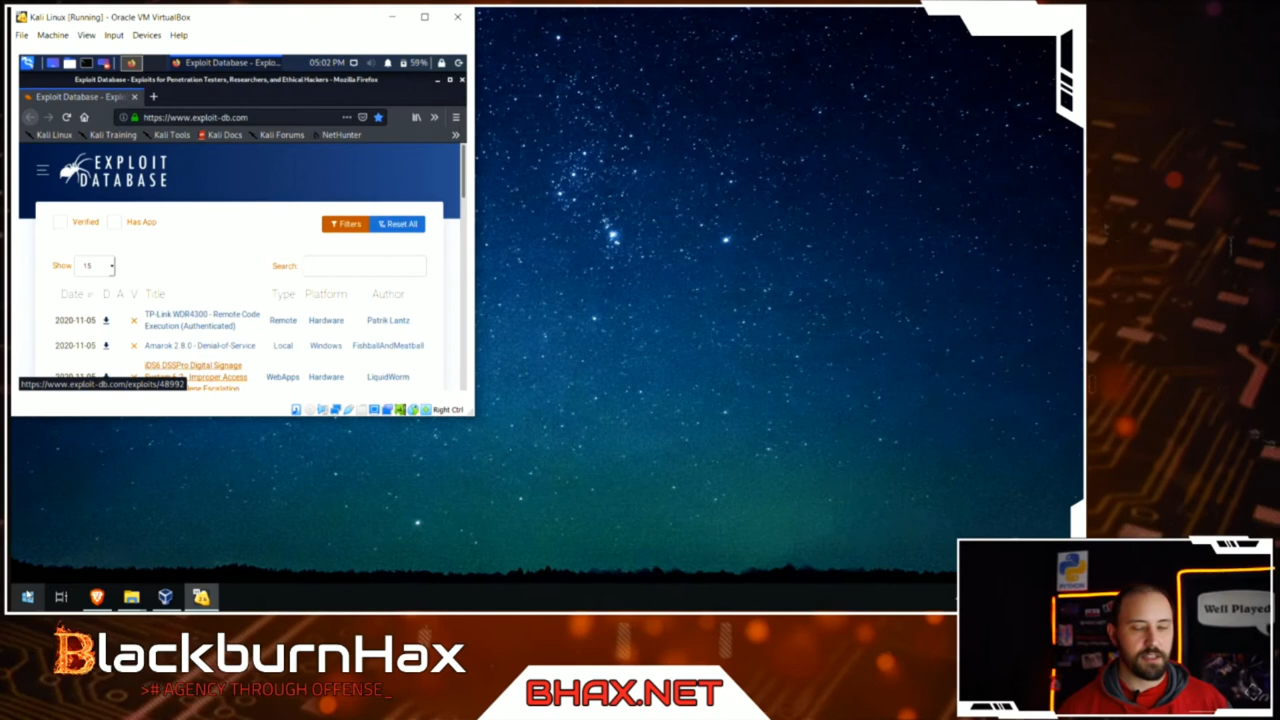 Kali Linux [Running] - Oracle VM VirtualBox
File Machine View Input Devices Help
Exploit Database - Explo... 05:02 PM 59%
Exploit Database - Exploits for Penetration Testers, Researchers, and Ethical Hackers - Mozilla Firefox
Exploit Database - Expl
https://www.exploit-db.com
Kali Linux Kali Training Kali Tools Kali Docs Kali Forums NetHunter
EXPLOIT
DATABASE
Verified Has App Filters Reset All
Show 15 Search:
Date D A V Title Type Platform Author
2020-11-05 TP-Link WDR4300 - Remote Code Execution (Authenticated) Remote Hardware Patrik Lantz
2020-11-05 Amarok 2.8.0 - Denial-of-Service Local Windows FishballAndMeatball
iDS6 DSSPro Digital Signage
Improper Access WebApps Hardware LiquidWorm
Escalation
https://www.exploit-db.com/exploits/48992
Right Ctrl
PYTHON
Well Played
BlackburnHax
># AGENCY THROUGH OFFENSE_
BHAX.NET